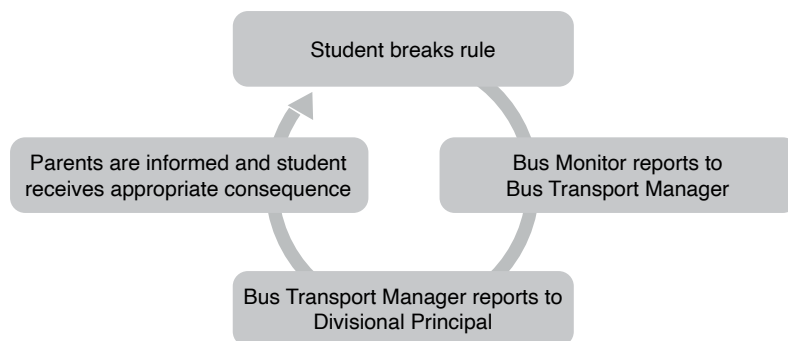 Student breaks rule
Bus Monitor reports to
Bus Transport Manager
Bus Transport Manager reports to
Divisional Principal
Parents are informed and student
receives appropriate consequence